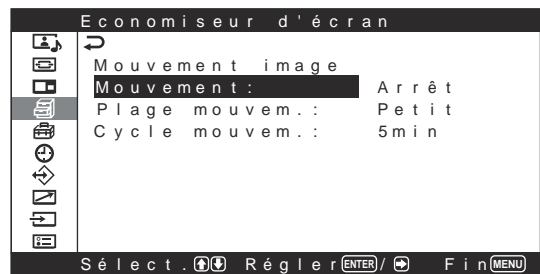 Economiseur d'écran
Mouvement image
Mouvement: Arrêt
Plage mouvem.: Petit
Cycle mouvem.: 5min
Sélect. Régler ENTER / Fin MENU